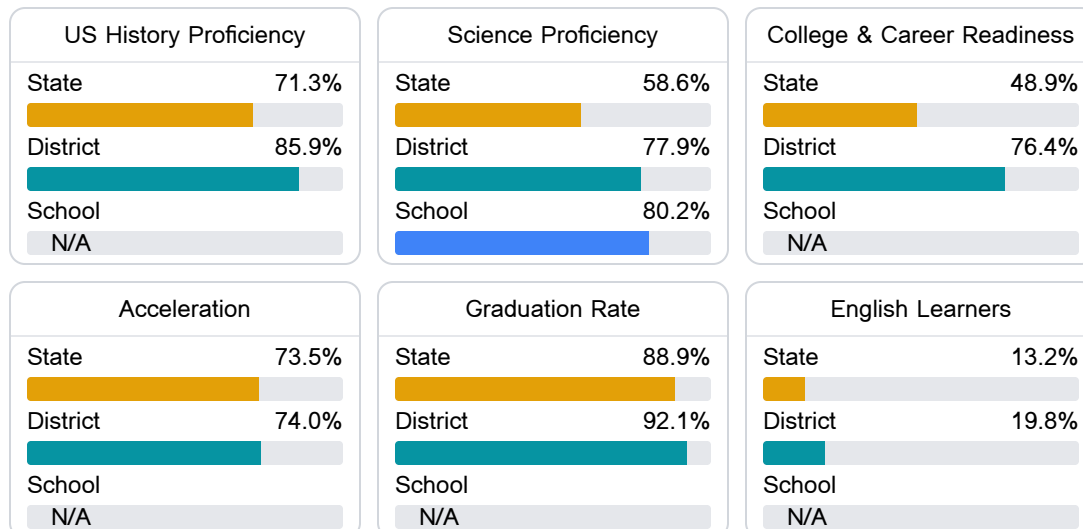 US History Proficiency
State 71.3%
District 85.9%
School
N/A
Science Proficiency
State 58.6%
District 77.9%
School 80.2%
College & Career Readiness
State 48.9%
District 76.4%
School
N/A
Acceleration
State 73.5%
District 74.0%
School
N/A
Graduation Rate
State 88.9%
District 92.1%
School
N/A
English Learners
State 13.2%
District 19.8%
School
N/A